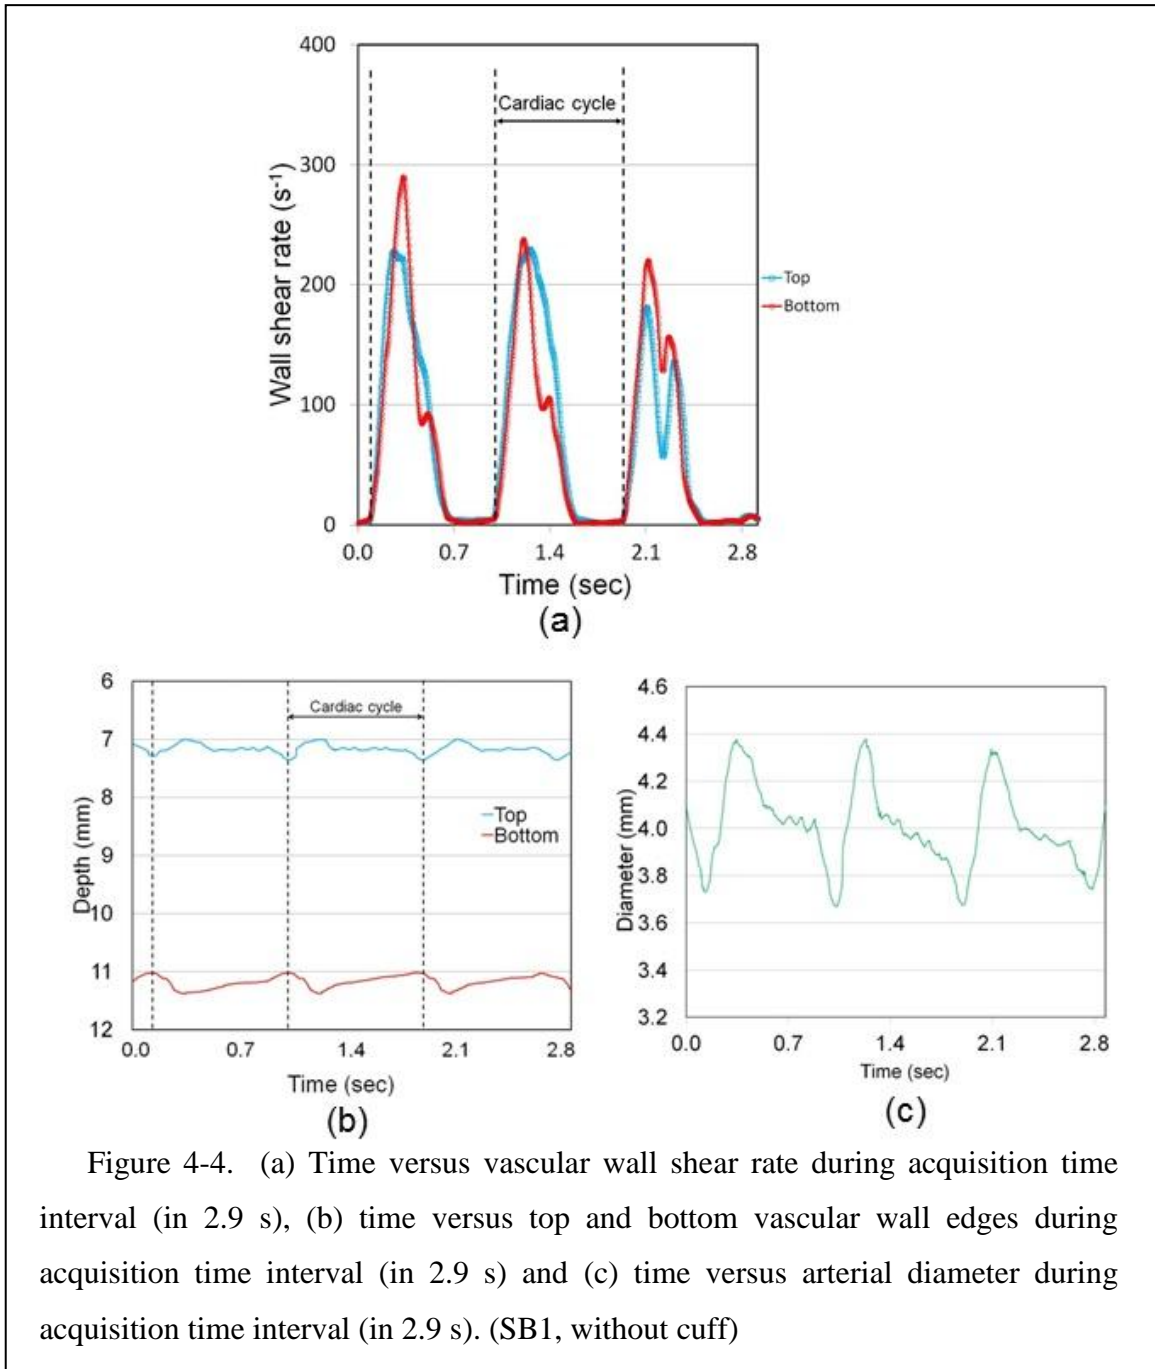 400
300
200
100
0
Wall shear rate (s-1)
Cardiac cycle
Top
Bottom
0.0 0.7 1.4 2.1 2.8
Time (sec)
(a)
6
7
8
9
10
11
12
Depth (mm)
Cardiac cycle
Top
Bottom
0.0 0.7 1.4 2.1 2.8
Time (sec)
(b)
4.6
4.4
4.2
4.0
3.8
3.6
3.4
3.2
Diameter (mm)
0.0 0.7 1.4 2.1 2.8
Time (sec)
(c)
Figure 4-4. (a) Time versus vascular wall shear rate during acquisition time
interval (in 2.9 s), (b) time versus top and bottom vascular wall edges during
acquisition time interval (in 2.9 s) and (c) time versus arterial diameter during
acquisition time interval (in 2.9 s). (SB1, without cuff)